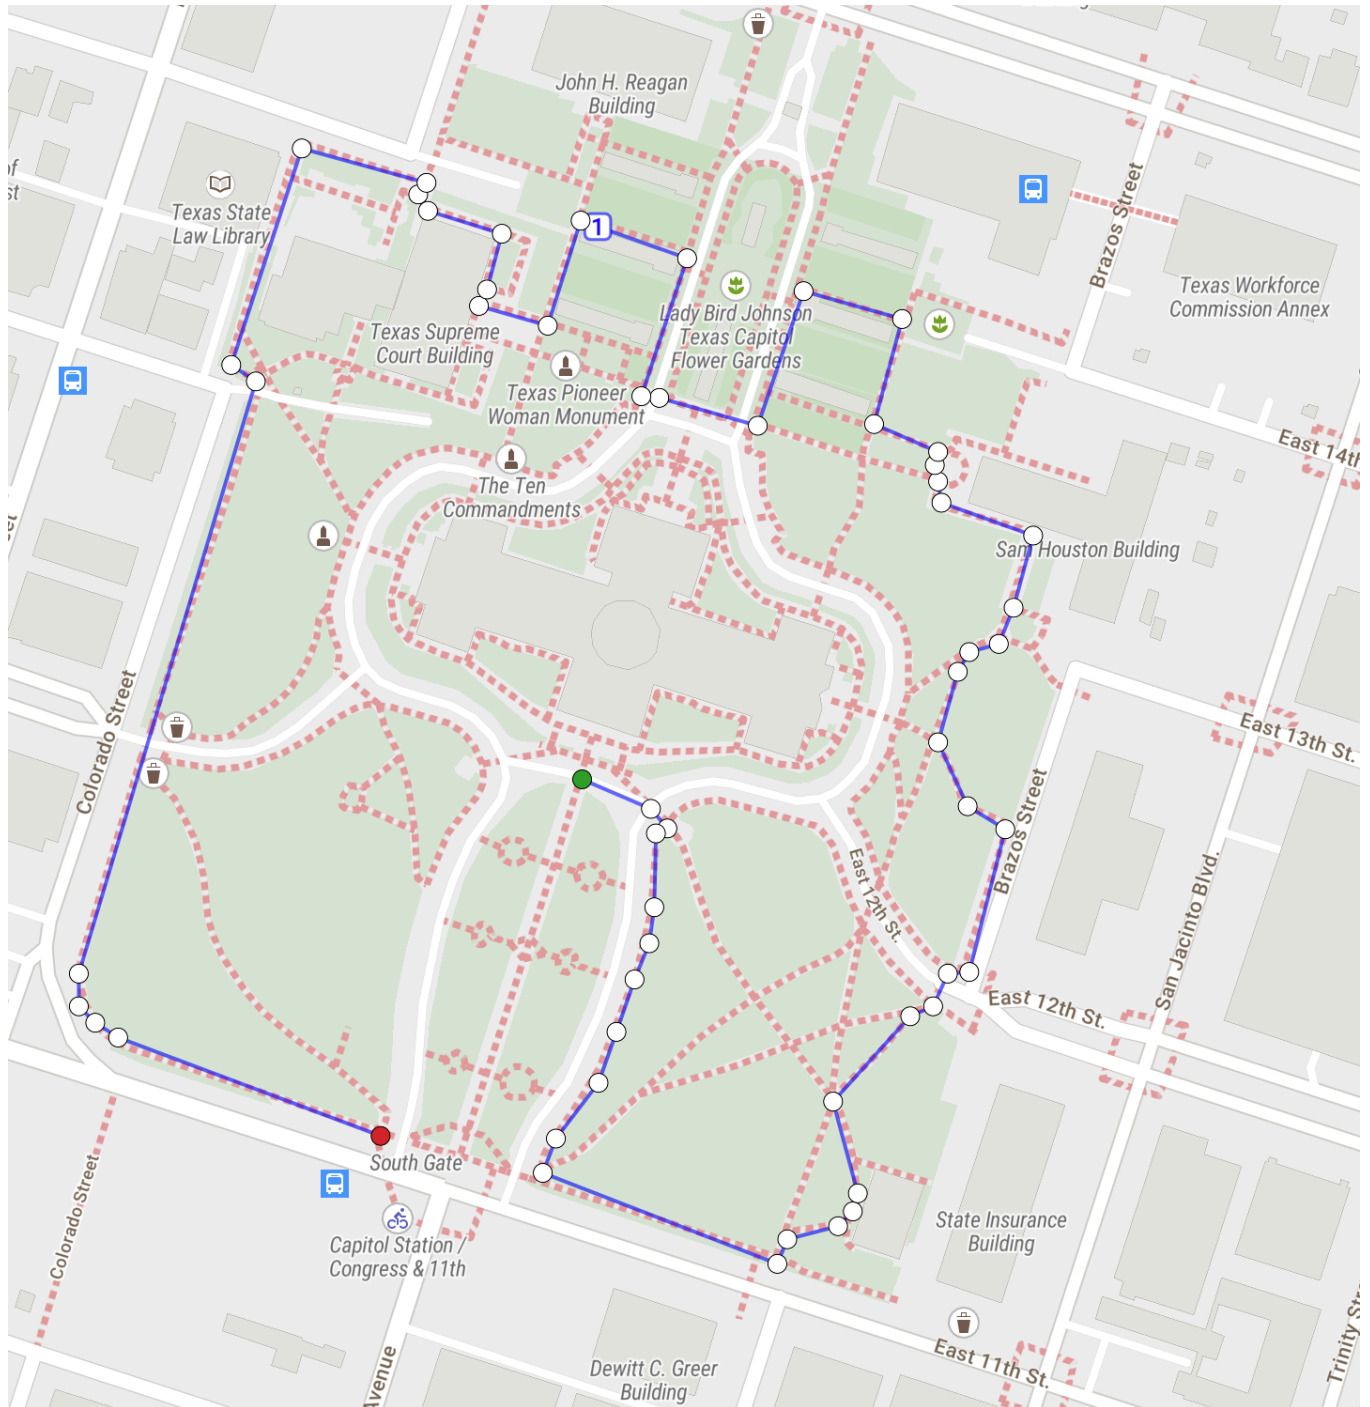 John H. Reagan
Building
Texas State
Law Library
Brazos Street
1
Texas Workforce
Commission Annex
Lady Bird Johnson
Texas Capitol
Flower Gardens
Texas Supreme
Court Building
Texas Pioneer
Woman Monument
East 14th
The Ten
Commandments
Sam Houston Building
Colorado Street
East 13th St.
Brazos Street
East 12th St.
San Jacinto Blvd.
East 12th St.
South Gate
Colorado Street
State Insurance
Building
Capitol Station /
Congress & 11th
East 11th St.
Dewitt C. Greer
Building
Avenue
Trinity Stre